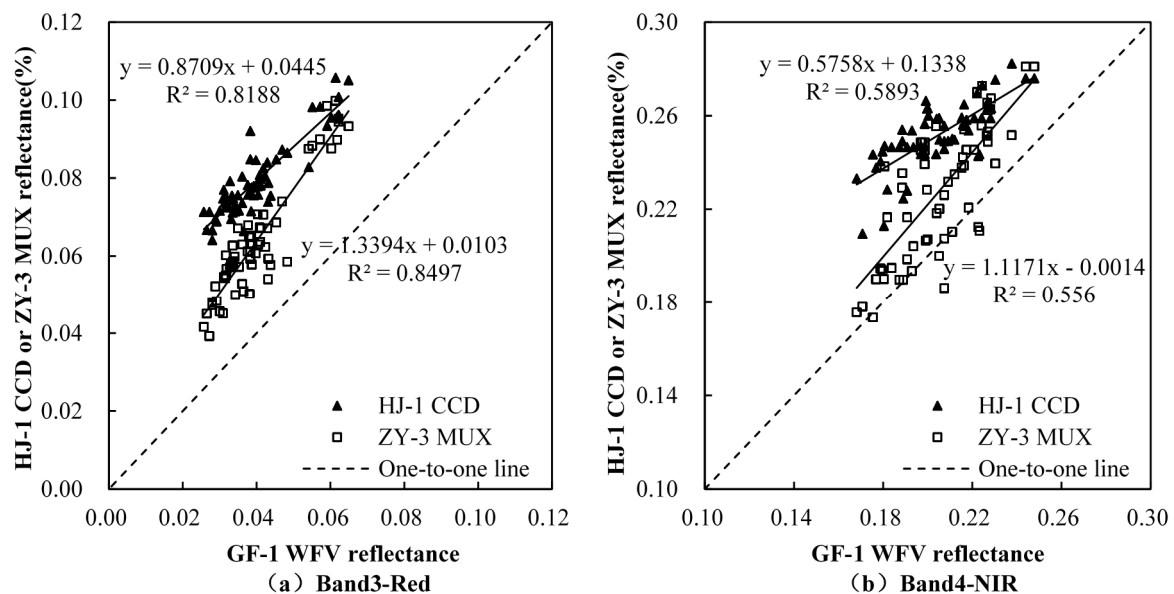 HJ-1 CCD or ZY-3 MUX reflectance(%)
0.12
0.10
0.08
0.06
0.04
0.02
0.00
y = 0.8709x + 0.0445
R² = 0.8188
y = 1.3394x + 0.0103
R² = 0.8497
HJ-1 CCD
ZY-3 MUX
One-to-one line
0.00 0.02 0.04 0.06 0.08 0.10 0.12
GF-1 WFV reflectance
（a）Band3-Red
HJ-1 CCD or ZY-3 MUX reflectance(%)
0.30
0.26
0.22
0.18
0.14
0.10
y = 0.5758x + 0.1338
R² = 0.5893
y = 1.1171x - 0.0014
R² = 0.556
HJ-1 CCD
ZY-3 MUX
One-to-one line
0.10 0.14 0.18 0.22 0.26 0.30
GF-1 WFV reflectance
（b）Band4-NIR